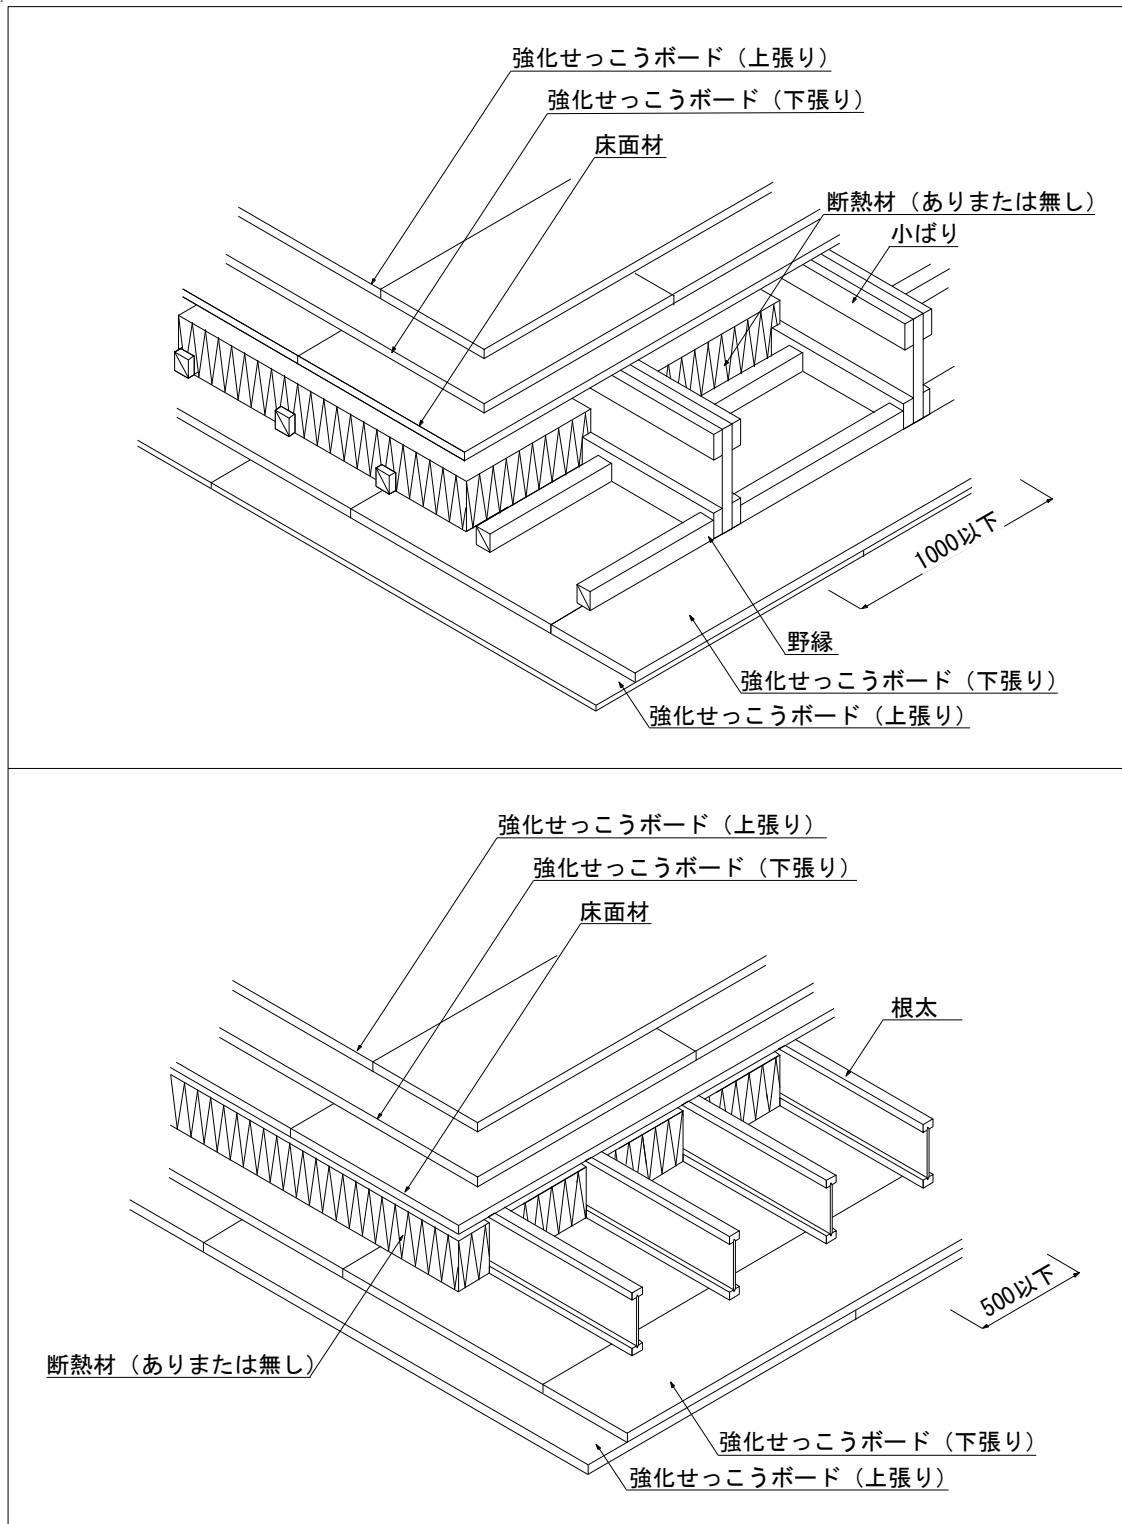 強化せっこうボード（上張り）
強化せっこうボード（下張り）
床面材
断熱材（ありまたは無し）
小ばり
1000以下
野縁
強化せっこうボード（下張り）
強化せっこうボード（上張り）
強化せっこうボード（上張り）
強化せっこうボード（下張り）
床面材
根太
500以下
断熱材（ありまたは無し）
強化せっこうボード（下張り）
強化せっこうボード（上張り）